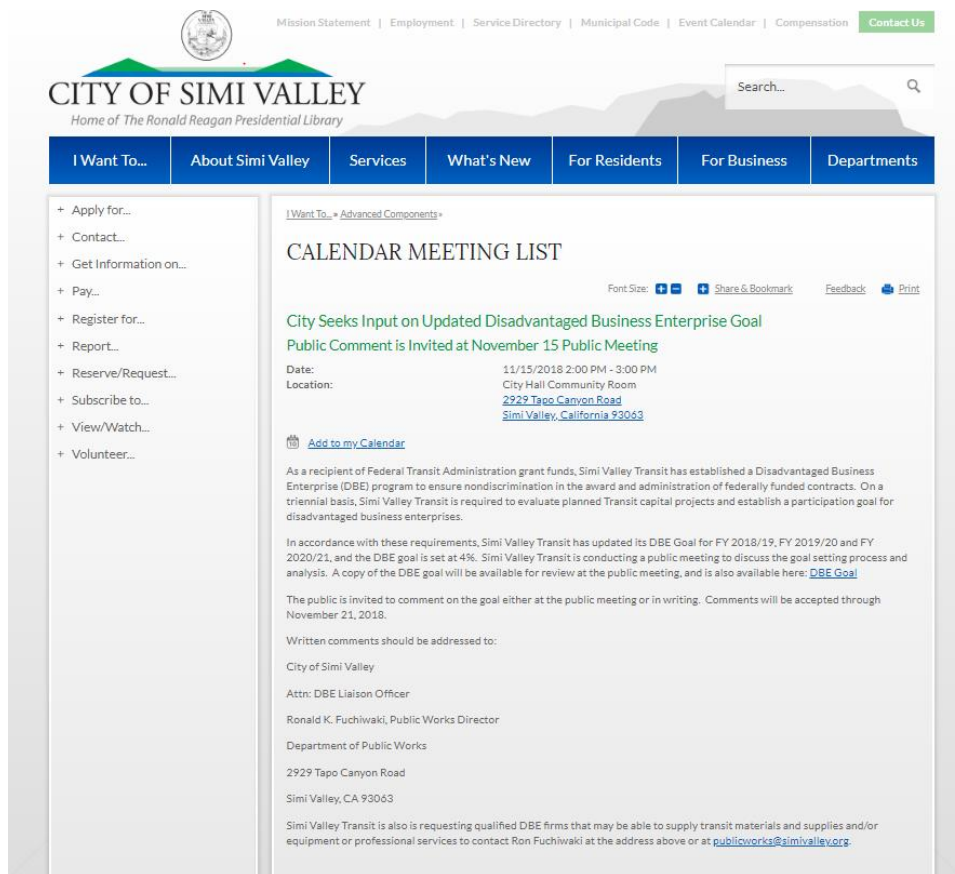 Mission Statement | Employment | Service Directory | Municipal Code | Event Calendar | Compensation Contact Us
CITY OF SIMI VALLEY
Home of The Ronald Reagan Presidential Library
Search...
I Want To... About Simi Valley Services What's New For Residents For Business Departments
+ Apply for...
+ Contact...
+ Get Information on...
+ Pay...
+ Register for...
+ Report...
+ Reserve/Request...
+ Subscribe to...
+ View/Watch...
+ Volunteer...
I Want To... » Advanced Components »
CALENDAR MEETING LIST
Font Size: + - + Share & Bookmark Feedback Print
City Seeks Input on Updated Disadvantaged Business Enterprise Goal
Public Comment is Invited at November 15 Public Meeting
Date: 11/15/2018 2:00 PM - 3:00 PM
Location: City Hall Community Room
2929 Tapo Canyon Road
Simi Valley, California 93063
Add to my Calendar
As a recipient of Federal Transit Administration grant funds, Simi Valley Transit has established a Disadvantaged Business
Enterprise (DBE) program to ensure nondiscrimination in the award and administration of federally funded contracts. On a
triennial basis, Simi Valley Transit is required to evaluate planned Transit capital projects and establish a participation goal for
disadvantaged business enterprises.
In accordance with these requirements, Simi Valley Transit has updated its DBE Goal for FY 2018/19, FY 2019/20 and FY
2020/21, and the DBE goal is set at 4%. Simi Valley Transit is conducting a public meeting to discuss the goal setting process and
analysis. A copy of the DBE goal will be available for review at the public meeting, and is also available here: DBE Goal
The public is invited to comment on the goal either at the public meeting or in writing. Comments will be accepted through
November 21, 2018.
Written comments should be addressed to:
City of Simi Valley
Attn: DBE Liaison Officer
Ronald K. Fuchiwaki, Public Works Director
Department of Public Works
2929 Tapo Canyon Road
Simi Valley, CA 93063
Simi Valley Transit is also is requesting qualified DBE firms that may be able to supply transit materials and supplies and/or
equipment or professional services to contact Ron Fuchiwaki at the address above or at publicworks@simivalley.org.